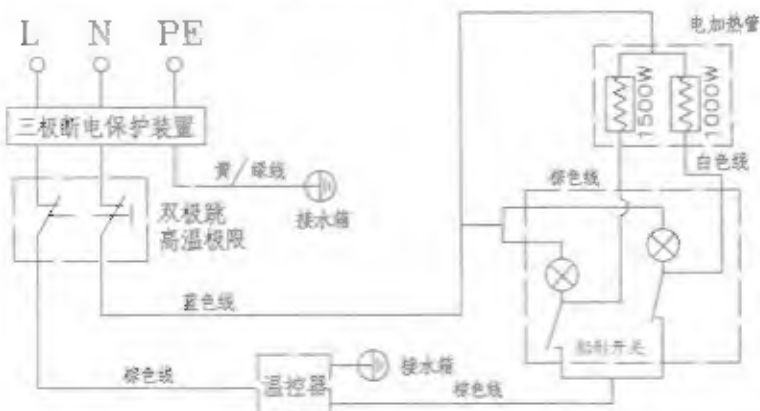 L N PE
电加热管
1500W
1000W
三极断电保护装置
黄/绿线
白色线
棕色线
接水箱
双极跳
高温极限
蓝色线
船形开关
棕色线
温控器
接水箱
棕色线